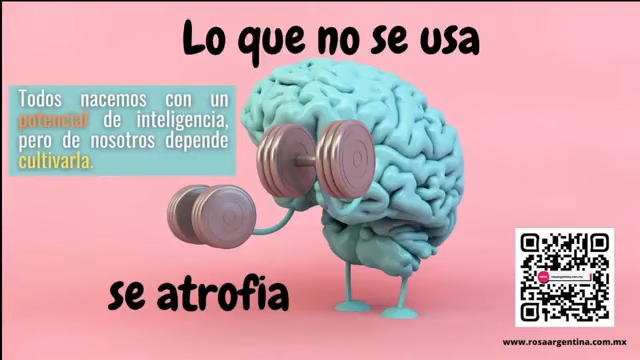 Lo que no se usa
Todos nacemos con un
potencial de inteligencia,
pero de nosotros depende
cultivarla.
se atrofia
www.rosaargentina.com.mx